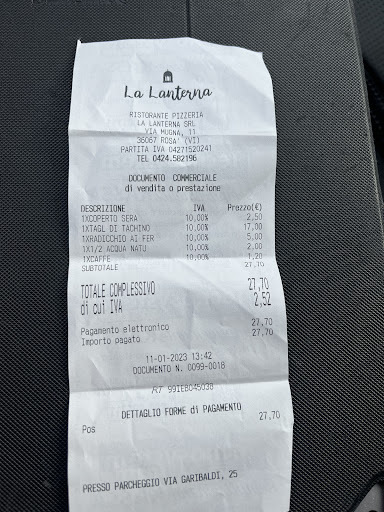 La Lanterna
RISTORANTE PIZZERIA
LA LANTERNA SRL
VIA MUGNA, 11
36067 ROSA' (VI)
PARTITA IVA 04271520241
TEL 0424.582196
DOCUMENTO COMMERCIALE
di vendita o prestazione
DESCRIZIONE IVA Prezzo(€)
1XCOPERTO SERA 10,00% 2,50
1XTAGL DI TACHINO 10,00% 17,00
1XRADICCHIO AI FER 10,00% 5,00
1X1/2 ACQUA NATU 10,00% 2,00
1XCAFFE 10,00% 1,20
SUBTOTALE 27,70
TOTALE COMPLESSIVO 27,70
di cui IVA 2,52
Pagamento elettronico 27,70
Importo pagato 27,70
11-01-2023 13:42
DOCUMENTO N. 0099-0018
RT 99IEB045038
DETTAGLIO FORME di PAGAMENTO
Pos 27,70
PRESSO PARCHEGGIO VIA GARIBALDI, 25